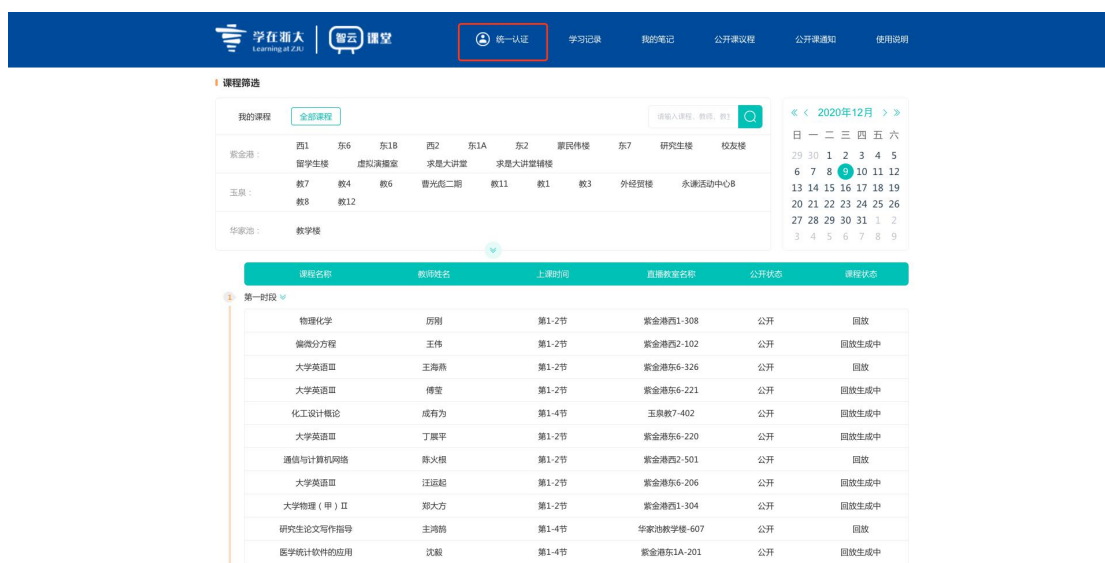 学在浙大 智云 课堂 统一认证 学习记录 我的笔记 公开课议程 公开课通知 使用说明
Learning at ZJU
课程筛选
我的课程 全部课程 请输入课程、教师、教室
紫金港： 西1 东6 东1B 西2 东1A 东2 蒙民伟楼 东7 研究生楼 校友楼
留学生楼 虚拟演播室 求是大讲堂 求是大讲堂辅楼
玉泉： 教7 教4 教6 曹光彪二期 教11 教1 教3 外经贸楼 永谦活动中心B
教8 教12
华家池： 教学楼
2020年12月
日 一 二 三 四 五 六
29 30 1 2 3 4 5
6 7 8 9 10 11 12
13 14 15 16 17 18 19
20 21 22 23 24 25 26
27 28 29 30 31 1 2
3 4 5 6 7 8 9
课程名称 教师姓名 上课时间 直播教室名称 公开状态 课程状态
1 第一时段
物理化学 厉刚 第1-2节 紫金港西1-308 公开 回放
偏微分方程 王伟 第1-2节 紫金港西2-102 公开 回放生成中
大学英语Ⅲ 王海燕 第1-2节 紫金港东6-326 公开 回放
大学英语Ⅲ 傅莹 第1-2节 紫金港东6-221 公开 回放生成中
化工设计概论 成有为 第1-4节 玉泉教7-402 公开 回放生成中
大学英语Ⅲ 丁展平 第1-2节 紫金港东6-220 公开 回放生成中
通信与计算机网络 陈火根 第1-2节 紫金港西2-501 公开 回放
大学英语Ⅲ 汪运起 第1-2节 紫金港东6-206 公开 回放生成中
大学物理（甲）Ⅱ 郑大方 第1-2节 紫金港西1-304 公开 回放生成中
研究生论文写作指导 主鸿鹄 第1-4节 华家池教学楼-607 公开 回放
医学统计软件的应用 沈毅 第1-4节 紫金港东1A-201 公开 回放生成中